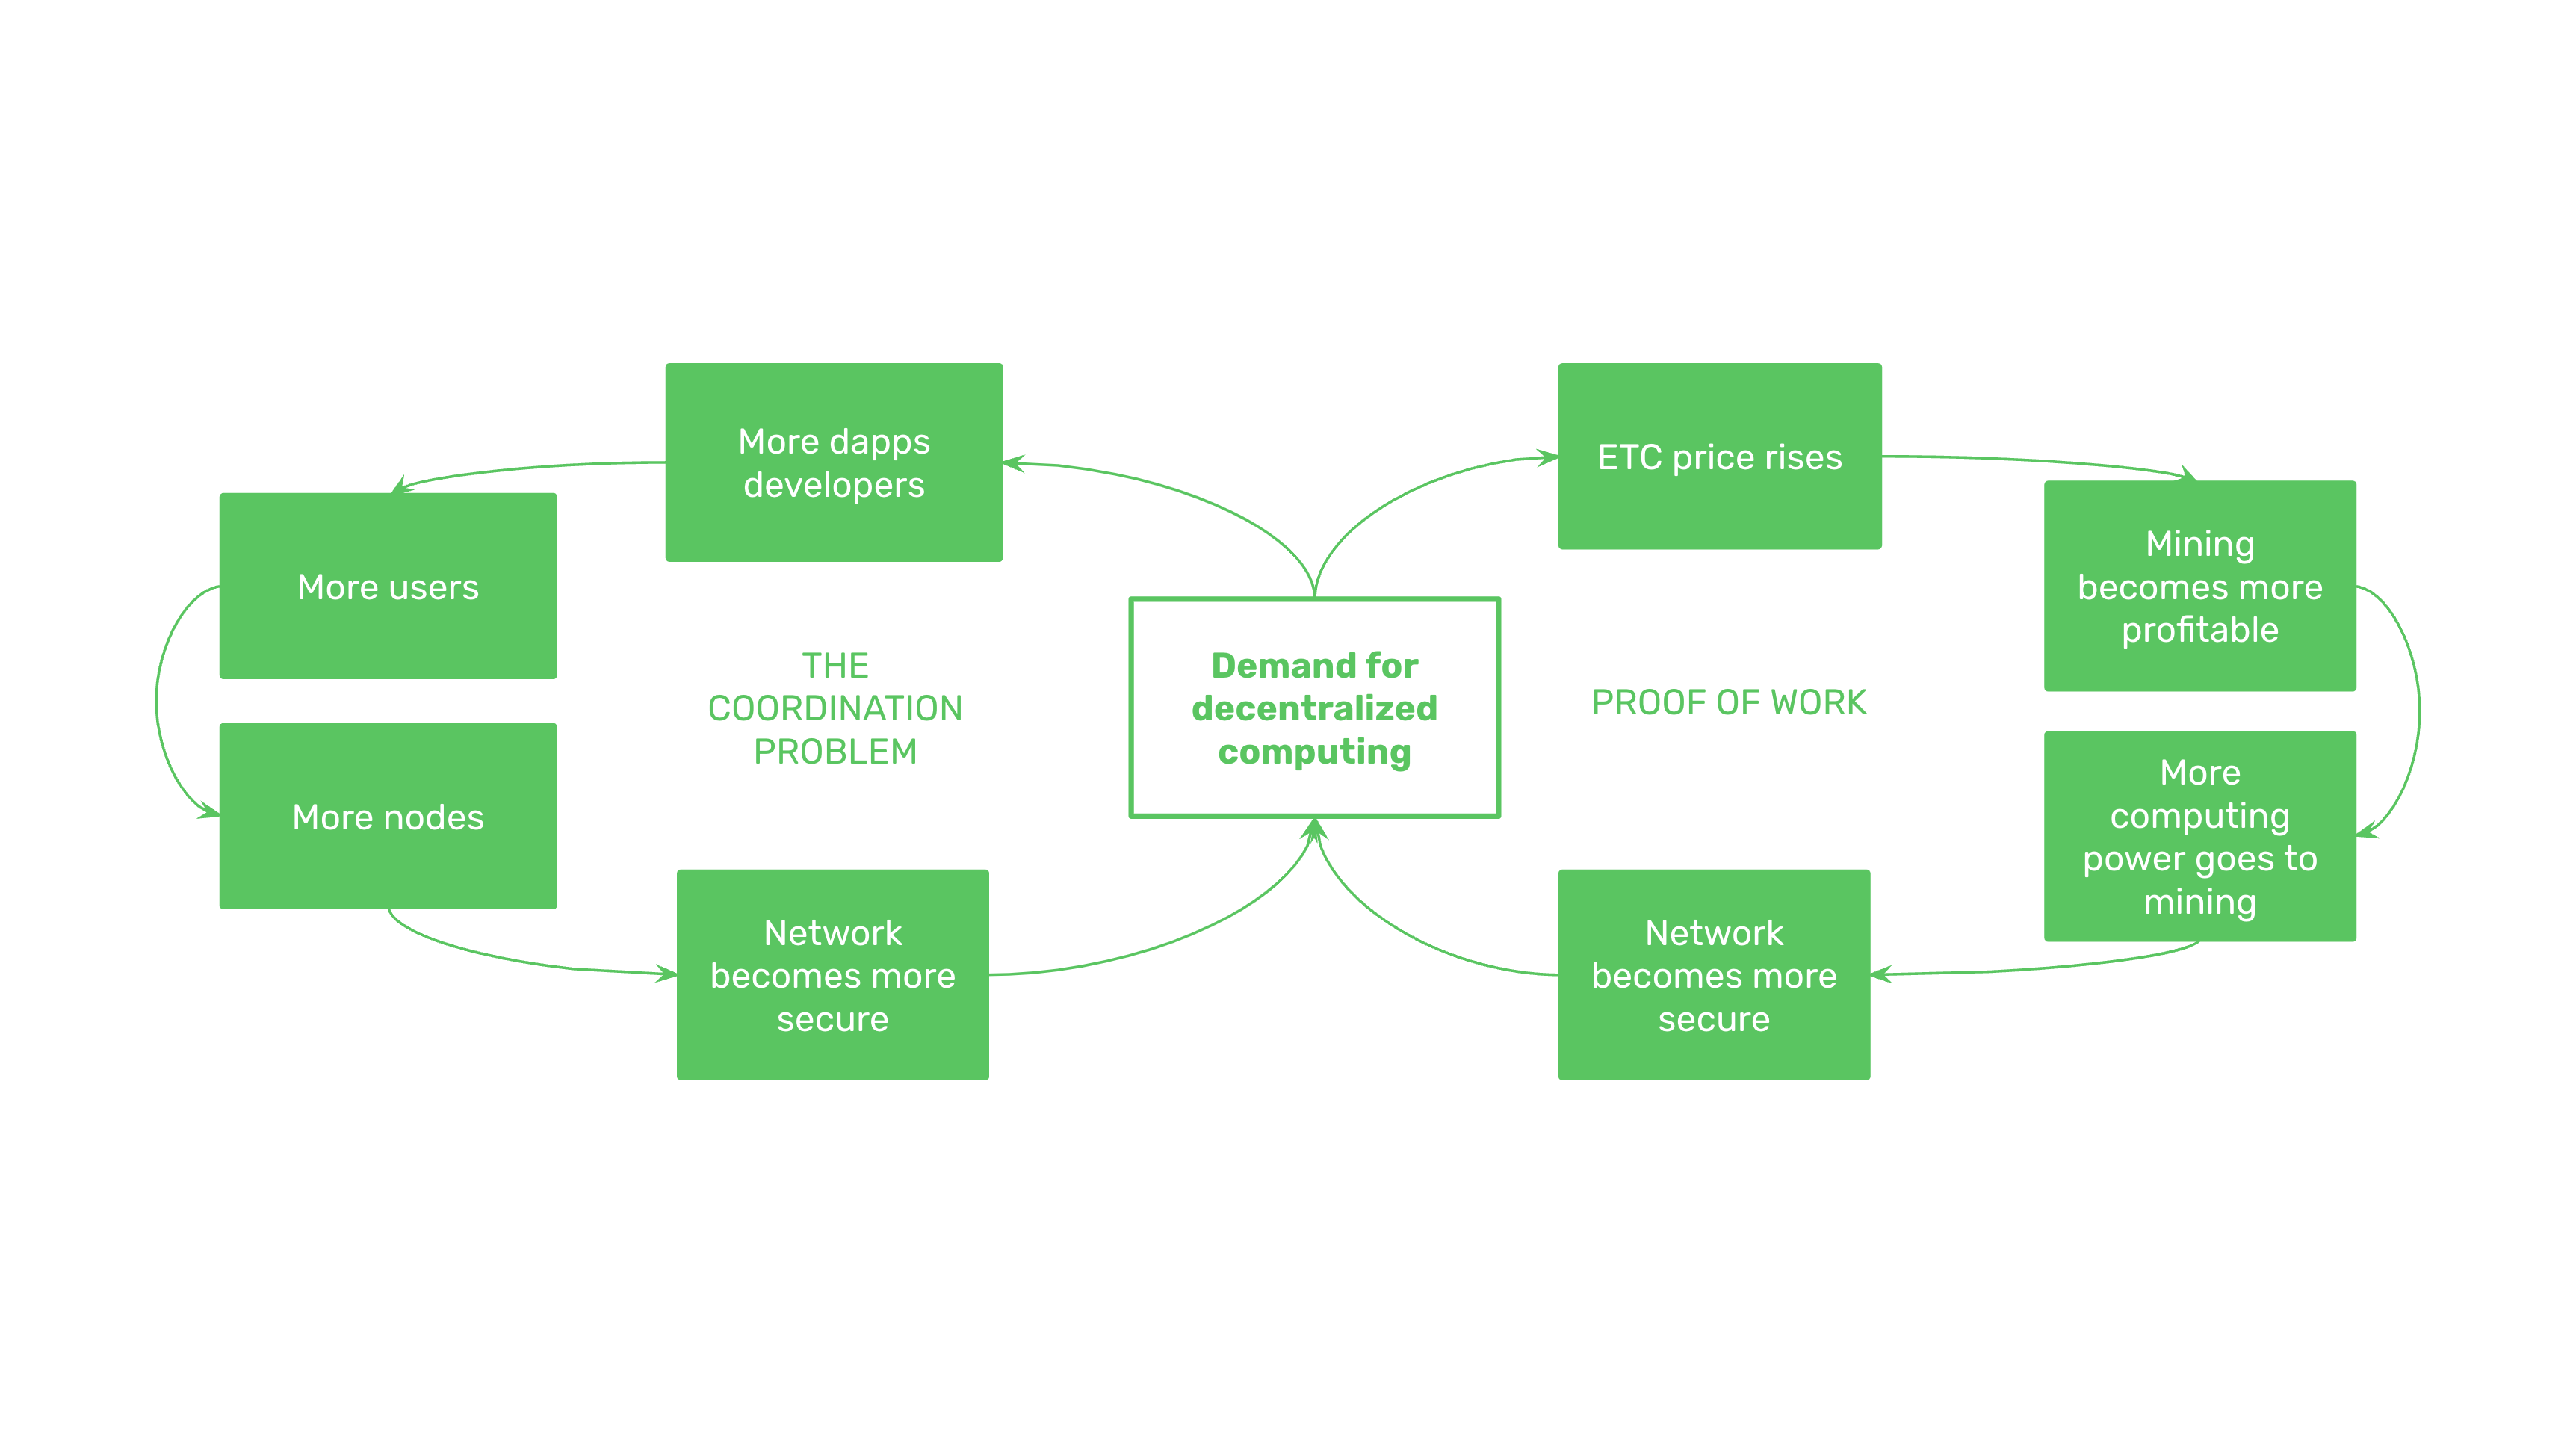 More dapps
developers
ETC price rises
More users
Mining
becomes more
profitable
THE
COORDINATION
PROBLEM
Demand for
decentralized
computing
PROOF OF WORK
More nodes
More
computing
power goes to
mining
Network
becomes more
secure
Network
becomes more
secure